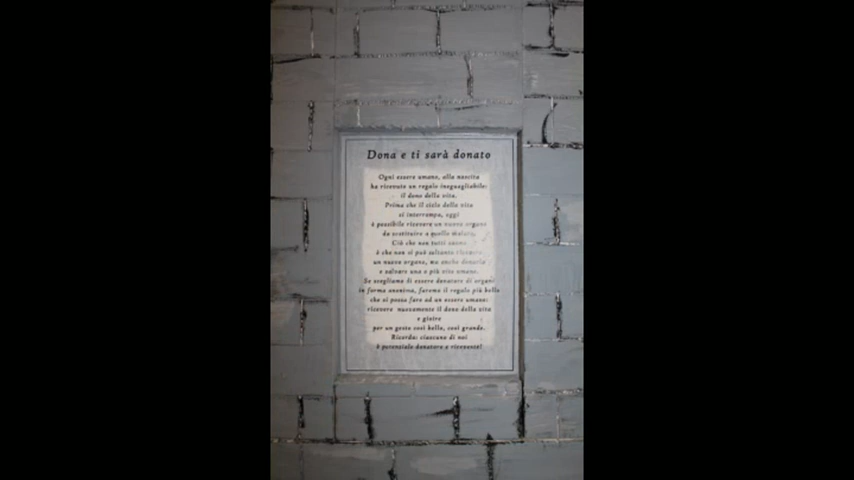 Dona e ti sarà donato
Ogni essere umano, alla nascita
ha ricevuto un regalo ineguagliabile:
il dono della vita.
Prima che il ciclo della vita
si interrompa, oggi
è possibile ricevere un nuovo organo
da sostituire a quello malato.
Ciò che non tutti sanno
è che non si può soltanto ricevere
un nuovo organo, ma anche donarlo
e salvare una o più vite umane.
Se scegliamo di essere donatore di organi
in forma anonima, faremo il regalo più bello
che si possa fare ad un essere umano:
ricevere nuovamente il dono della vita
e gioire
per un gesto così bello, così grande.
Ricorda: ciascuno di noi
è potenziale donatore e ricevente!